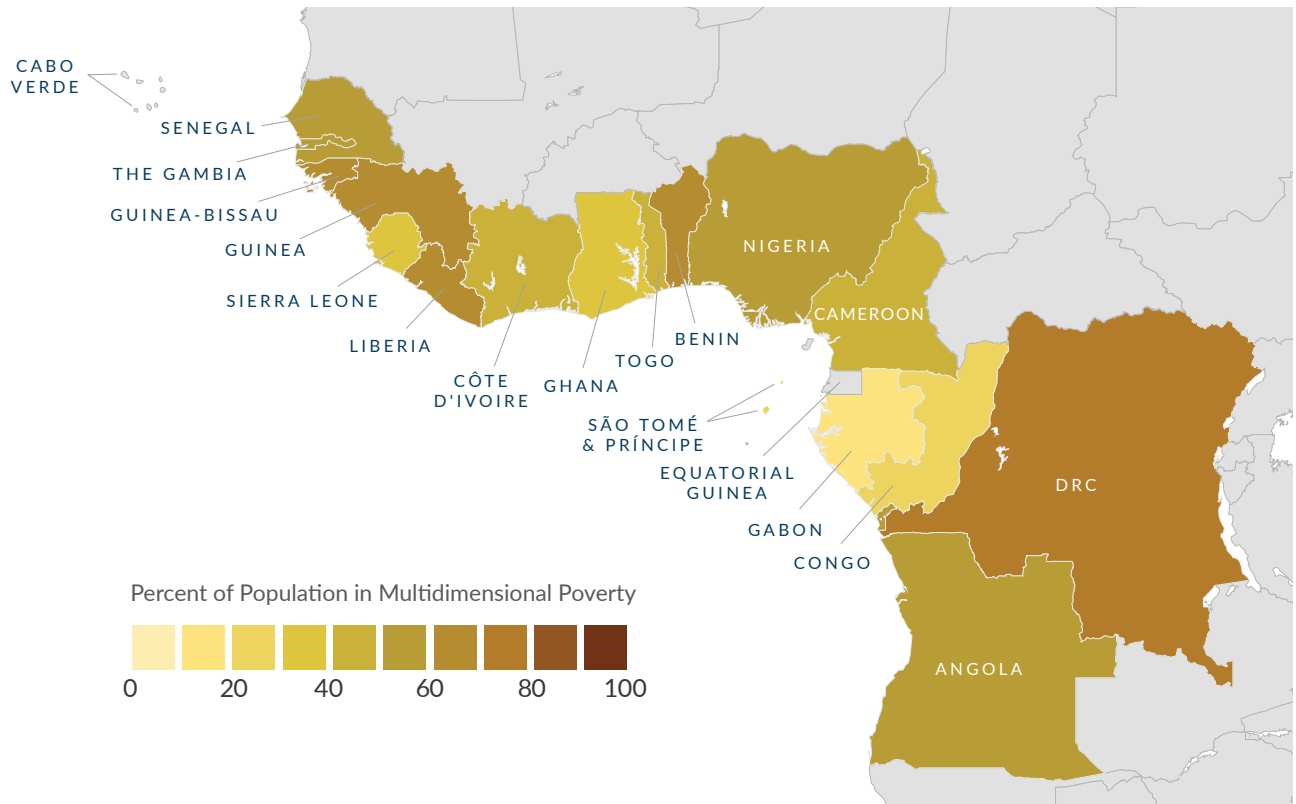 CABO
VERDE
SENEGAL
THE GAMBIA
GUINEA-BISSAU
GUINEA
SIERRA LEONE
LIBERIA
CÔTE
D'IVOIRE
GHANA
TOGO
BENIN
NIGERIA
CAMEROON
SÃO TOMÉ
& PRÍNCIPE
EQUATORIAL
GUINEA
GABON
CONGO
DRC
ANGOLA
Percent of Population in Multidimensional Poverty
0 20 40 60 80 100